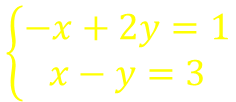 −x + 2y = 1
x − y = 3